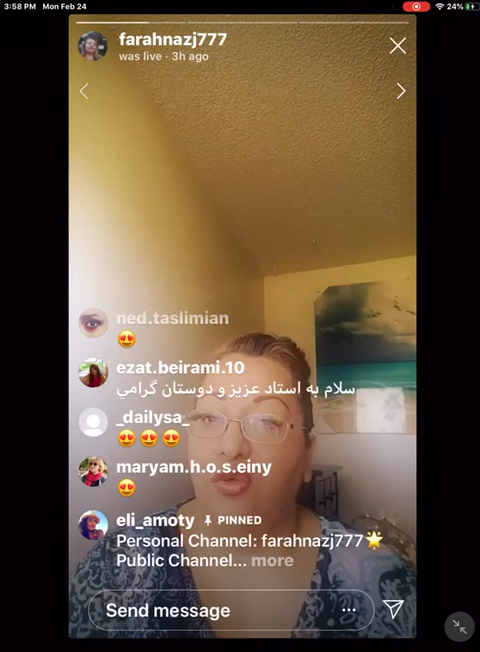 3:58 PM Mon Feb 24
24%
farahnazj777
was live · 3h ago
ned.taslimian
😍
ezat.beirami.10
سلام به استاد عزيز و دوستان گرامي
_dailysa_
😍😍😍
maryam.h.o.s.einy
😍
eli_amoty PINNED
Personal Channel: farahnazj777🌟
Public Channel... more
Send message